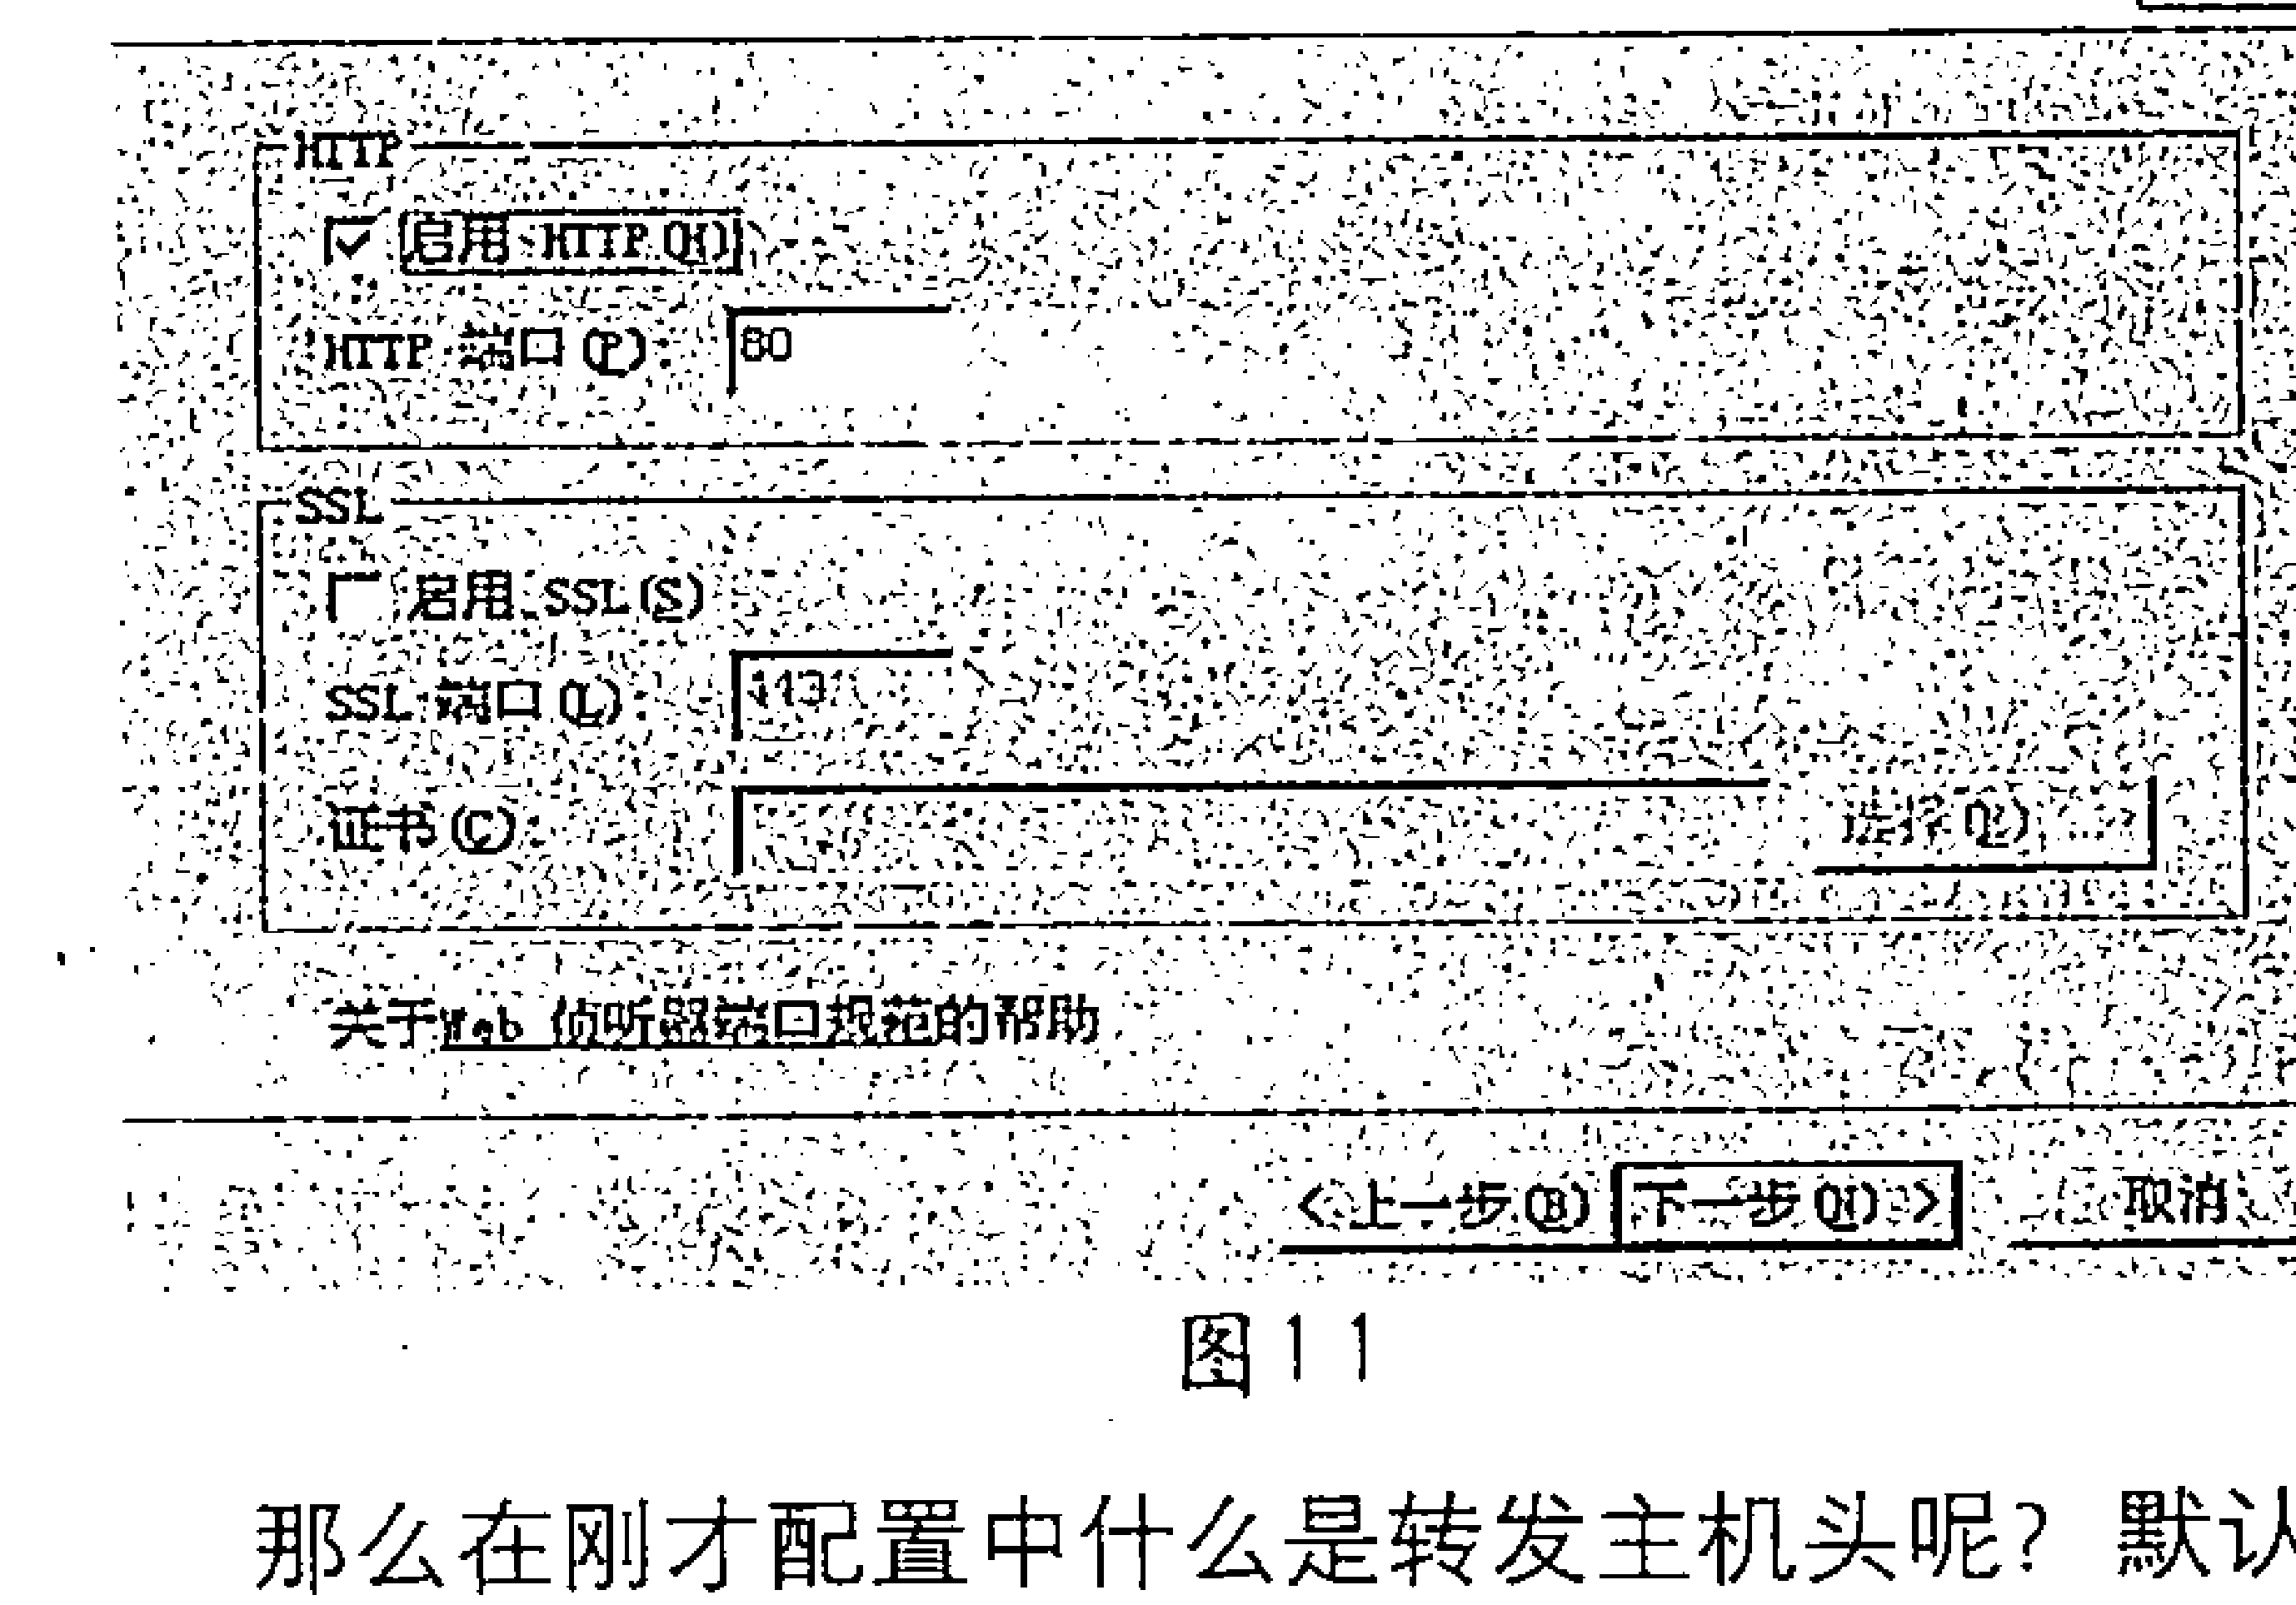 HTTP
启用 HTTP(H)
HTTP 端口(P): 80
SSL
启用 SSL(S)
SSL 端口(L): 443
证书(C):
选择(E)
关于Web 侦听器端口规范的帮助
<上一步(B) 下一步(N) > 取消
图11
那么在刚才配置中什么是转发主机头呢？默认